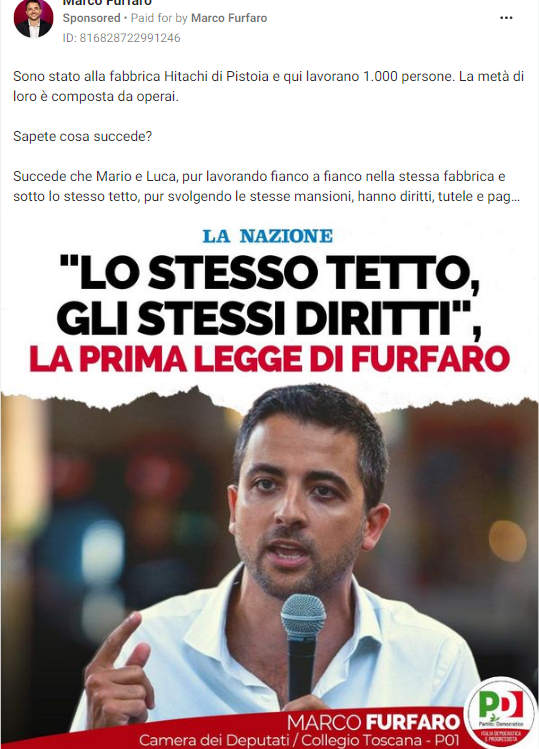 Marco Furfaro
Sponsored • Paid for by Marco Furfaro
ID: 816828722991246
Sono stato alla fabbrica Hitachi di Pistoia e qui lavorano 1.000 persone. La metà di
loro è composta da operai.
Sapete cosa succede?
Succede che Mario e Luca, pur lavorando fianco a fianco nella stessa fabbrica e
sotto lo stesso tetto, pur svolgendo le stesse mansioni, hanno diritti, tutele e pag...
LA NAZIONE
"LO STESSO TETTO,
GLI STESSI DIRITTI",
LA PRIMA LEGGE DI FURFARO
MARCO FURFARO
Camera dei Deputati / Collegio Toscana - P01
PD
Partito Democratico
ITALIA DEMOCRATICA
E PROGRESSISTA